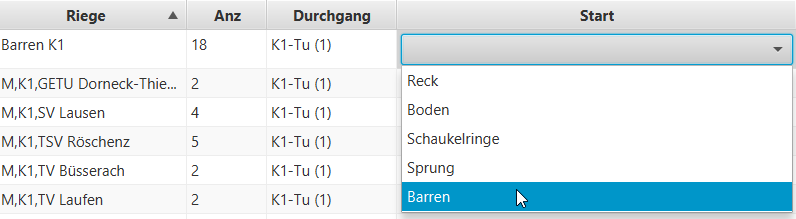 Riege Anz Durchgang Start
Barren K1 18 K1-Tu (1)
M,K1,GETU Dorneck-Thie... 2 K1-Tu (1) Reck
M,K1,SV Lausen 4 K1-Tu (1) Boden
M,K1,TSV Röschenz 5 K1-Tu (1) Schaukelringe
M,K1,TV Büsserach 2 K1-Tu (1) Sprung
M,K1,TV Laufen 2 K1-Tu (1) Barren